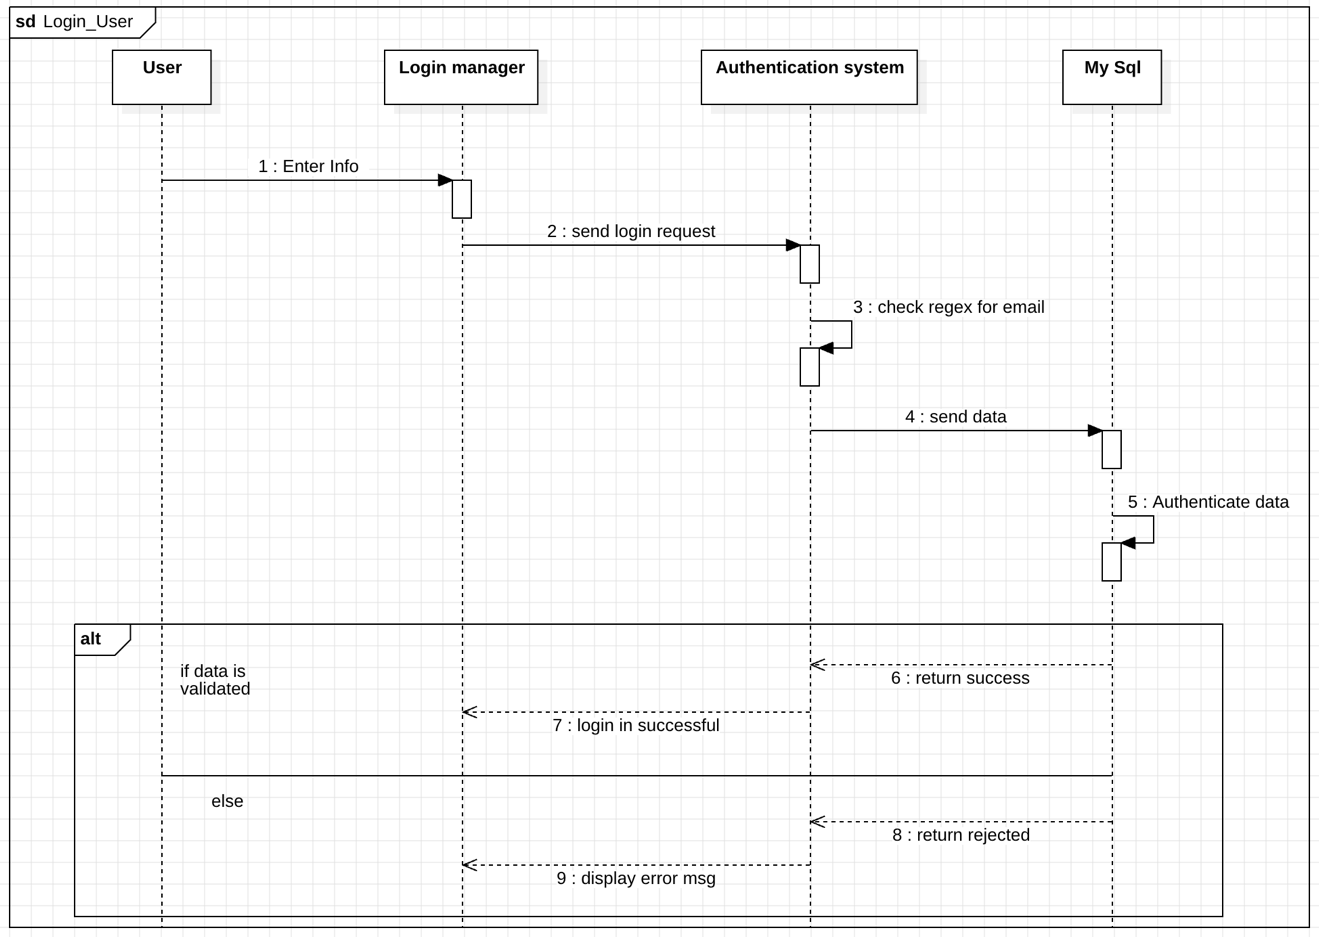 sd Login_User
User
Login manager
Authentication system
My Sql
1 : Enter Info
2 : send login request
3 : check regex for email
4 : send data
5 : Authenticate data
alt
if data is
validated
6 : return success
7 : login in successful
else
8 : return rejected
9 : display error msg